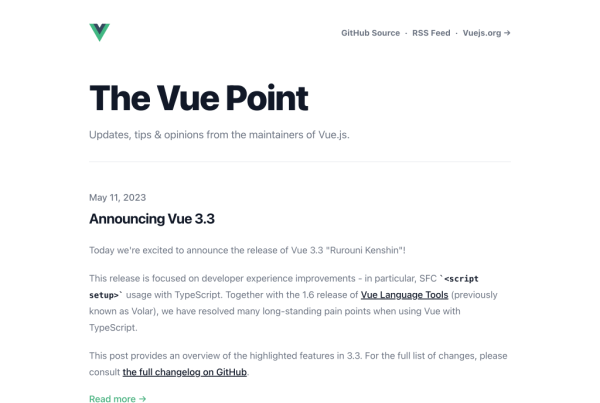 GitHub Source · RSS Feed · Vuejs.org →
The Vue Point
Updates, tips & opinions from the maintainers of Vue.js.
May 11, 2023
Announcing Vue 3.3
Today we're excited to announce the release of Vue 3.3 "Rurouni Kenshin"!
This release is focused on developer experience improvements - in particular, SFC `<script
setup>` usage with TypeScript. Together with the 1.6 release of Vue Language Tools (previously
known as Volar), we have resolved many long-standing pain points when using Vue with
TypeScript.
This post provides an overview of the highlighted features in 3.3. For the full list of changes, please
consult the full changelog on GitHub.
Read more →